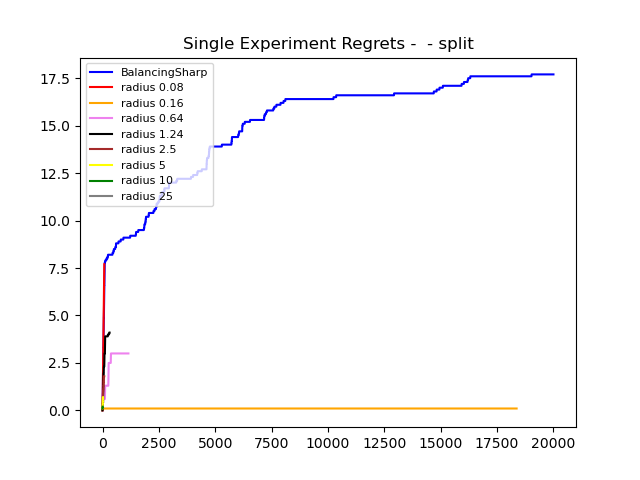 Single Experiment Regrets -  - split
BalancingSharp
radius 0.08
radius 0.16
radius 0.64
radius 1.24
radius 2.5
radius 5
radius 10
radius 25
17.5
15.0
12.5
10.0
7.5
5.0
2.5
0.0
0 2500 5000 7500 10000 12500 15000 17500 20000